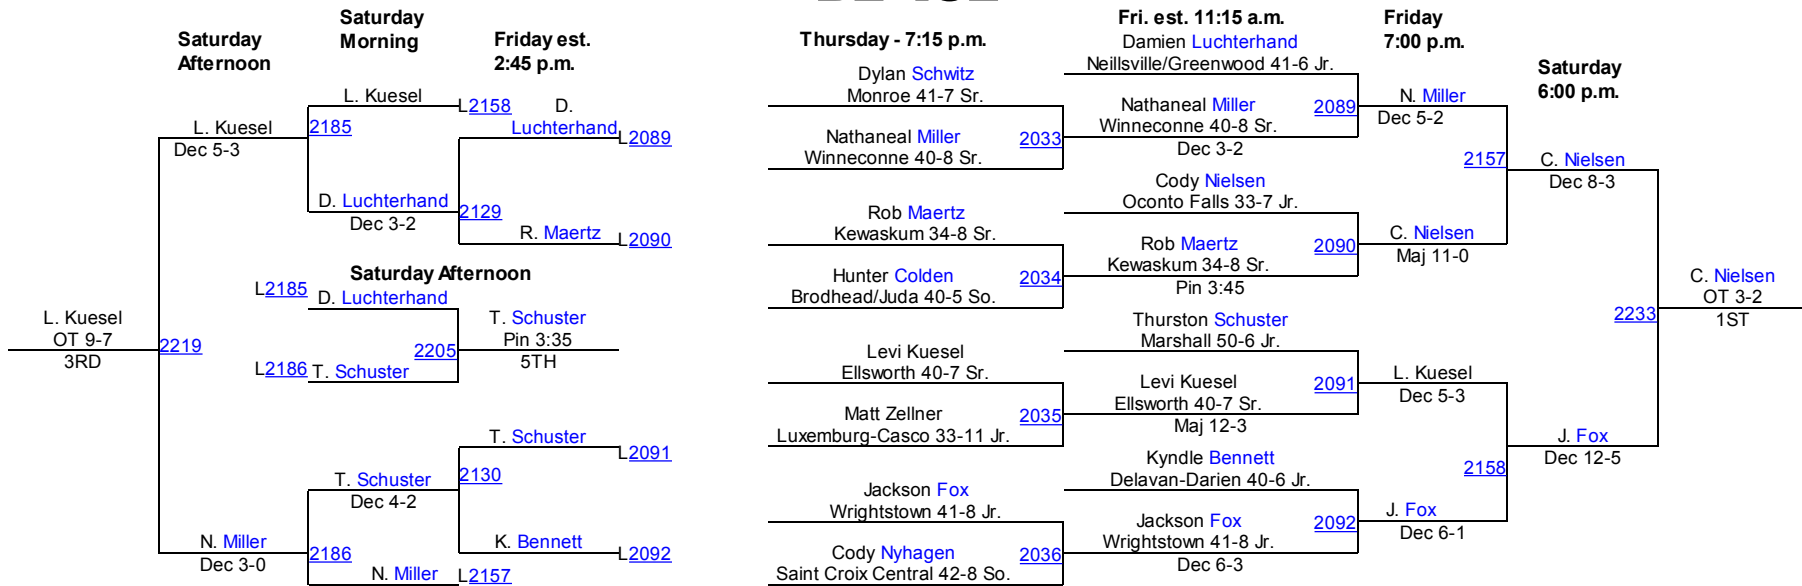 Saturday
Afternoon
Saturday
Morning
Friday est.
2:45 p.m.
L. Kuesel
L2158
D.
Luchterhand
L2089
L. Kuesel
Dec 5-3
2185
D. Luchterhand
Dec 3-2
2129
R. Maertz
L2090
Saturday Afternoon
L2185
D. Luchterhand
L. Kuesel
OT 9-7
3RD
2219
T. Schuster
Pin 3:35
5TH
2205
L2186
T. Schuster
T. Schuster
L2091
T. Schuster
Dec 4-2
2130
N. Miller
Dec 3-0
2186
K. Bennett
L2092
N. Miller
L2157
Thursday - 7:15 p.m.
Dylan Schwitz
Monroe 41-7 Sr.
Nathaneal Miller
Winneconne 40-8 Sr.
2033
Rob Maertz
Kewaskum 34-8 Sr.
Hunter Colden
Brodhead/Juda 40-5 So.
2034
Levi Kuesel
Ellsworth 40-7 Sr.
Matt Zellner
Luxemburg-Casco 33-11 Jr.
2035
Jackson Fox
Wrightstown 41-8 Jr.
Cody Nyhagen
Saint Croix Central 42-8 So.
2036
Fri. est. 11:15 a.m.
Damien Luchterhand
Neillsville/Greenwood 41-6 Jr.
Nathaneal Miller
Winneconne 40-8 Sr.
Dec 3-2
2089
Cody Nielsen
Oconto Falls 33-7 Jr.
Rob Maertz
Kewaskum 34-8 Sr.
Pin 3:45
2090
Thurston Schuster
Marshall 50-6 Jr.
Levi Kuesel
Ellsworth 40-7 Sr.
Maj 12-3
2091
Kyndle Bennett
Delavan-Darien 40-6 Jr.
Jackson Fox
Wrightstown 41-8 Jr.
Dec 6-3
2092
Friday
7:00 p.m.
N. Miller
Dec 5-2
2157
C. Nielsen
Maj 11-0
L. Kuesel
Dec 5-3
2158
J. Fox
Dec 6-1
Saturday
6:00 p.m.
C. Nielsen
Dec 8-3
2233
J. Fox
Dec 12-5
C. Nielsen
OT 3-2
1ST